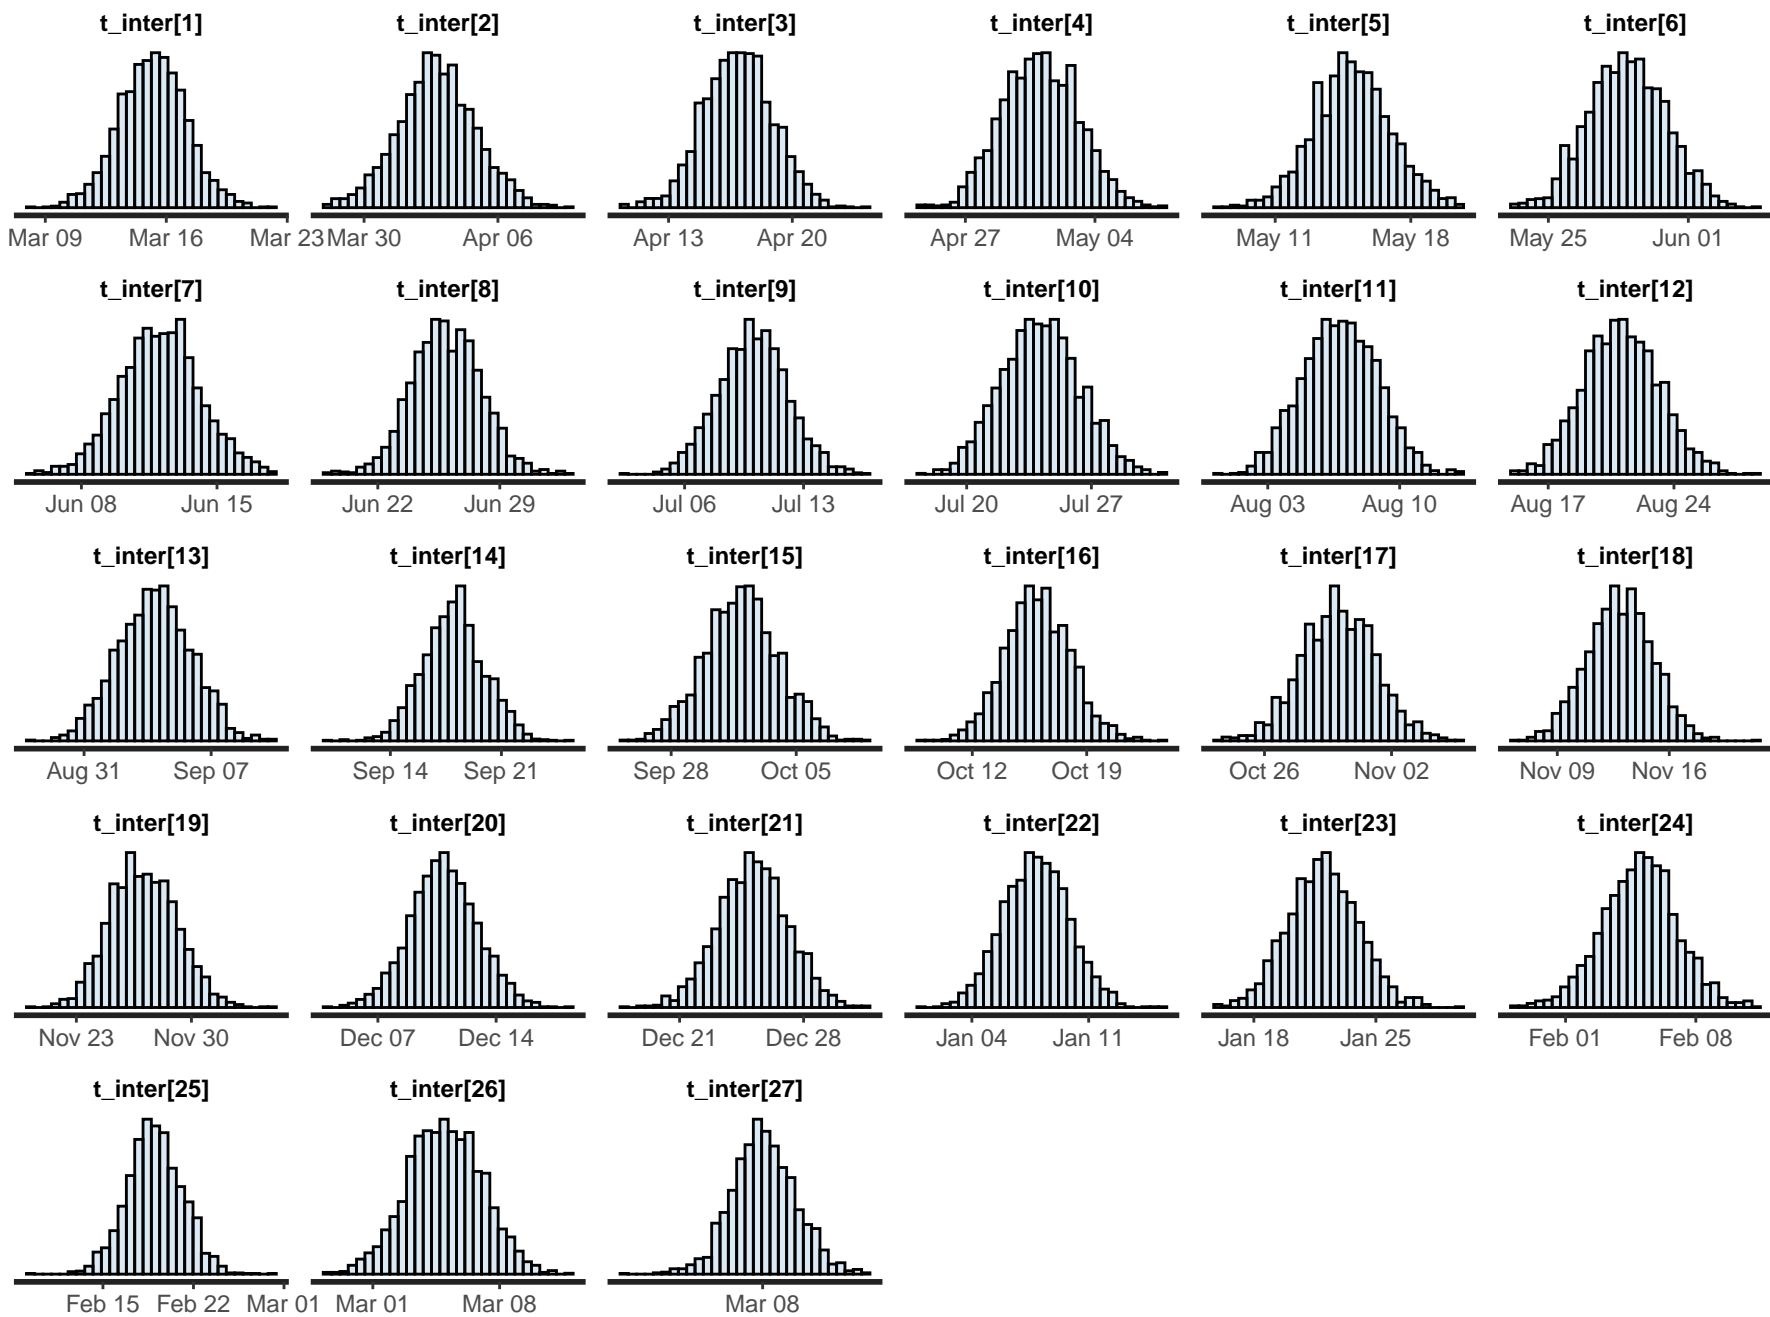 t_inter[1] t_inter[2] t_inter[3] t_inter[4] t_inter[5] t_inter[6]
Mar 09 Mar 16 Mar 23 Mar 30 Apr 06 Apr 13 Apr 20 Apr 27 May 04 May 11 May 18 May 25 Jun 01
t_inter[7] t_inter[8] t_inter[9] t_inter[10] t_inter[11] t_inter[12]
Jun 08 Jun 15 Jun 22 Jun 29 Jul 06 Jul 13 Jul 20 Jul 27 Aug 03 Aug 10 Aug 17 Aug 24
t_inter[13] t_inter[14] t_inter[15] t_inter[16] t_inter[17] t_inter[18]
Aug 31 Sep 07 Sep 14 Sep 21 Sep 28 Oct 05 Oct 12 Oct 19 Oct 26 Nov 02 Nov 09 Nov 16
t_inter[19] t_inter[20] t_inter[21] t_inter[22] t_inter[23] t_inter[24]
Nov 23 Nov 30 Dec 07 Dec 14 Dec 21 Dec 28 Jan 04 Jan 11 Jan 18 Jan 25 Feb 01 Feb 08
t_inter[25] t_inter[26] t_inter[27]
Feb 15 Feb 22 Mar 01 Mar 01 Mar 08 Mar 08